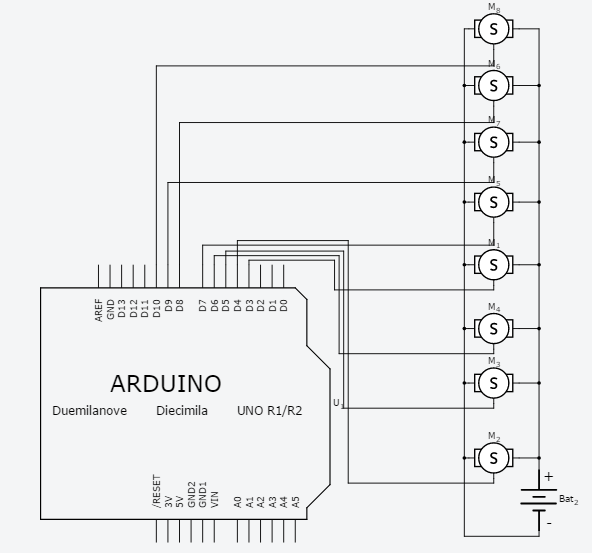 M8
S
M6
S
M7
S
M5
S
M1
S
M4
S
M3
S
M2
S
AREF GND D13 D12 D11 D10 D9 D8 D7 D6 D5 D4 D3 D2 D1 D0
ARDUINO
Duemilanove Diecimila UNO R1/R2
U1
/RESET 3V 5V GND2 GND1 VIN A0 A1 A2 A3 A4 A5
+
Bat2
-